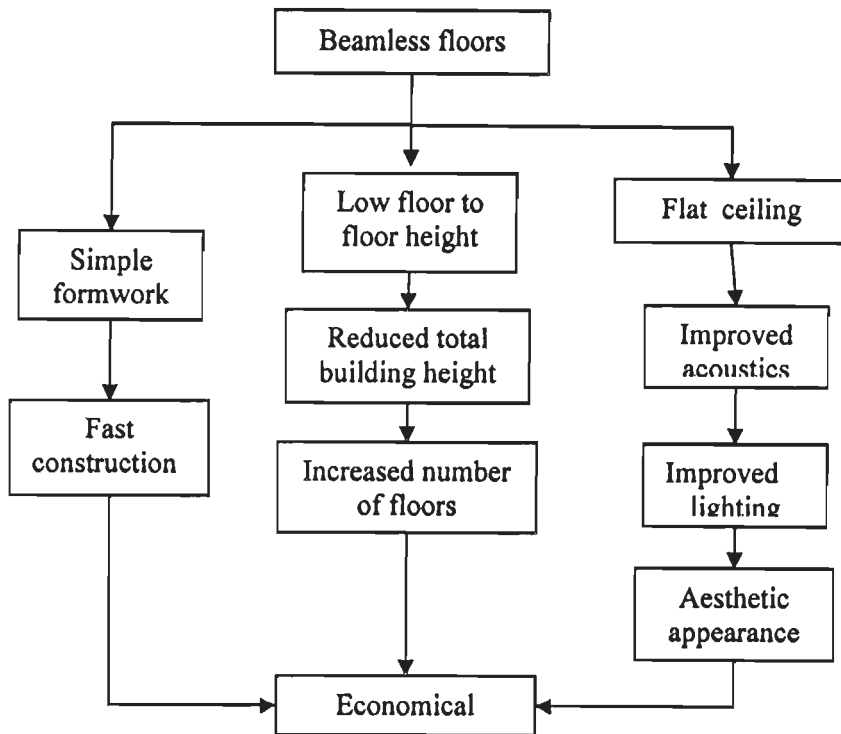 Beamless floors
Low floor to
floor height
Flat ceiling
Simple
formwork
Reduced total
building height
Improved
acoustics
Fast
construction
Increased number
of floors
Improved
lighting
Aesthetic
appearance
Economical